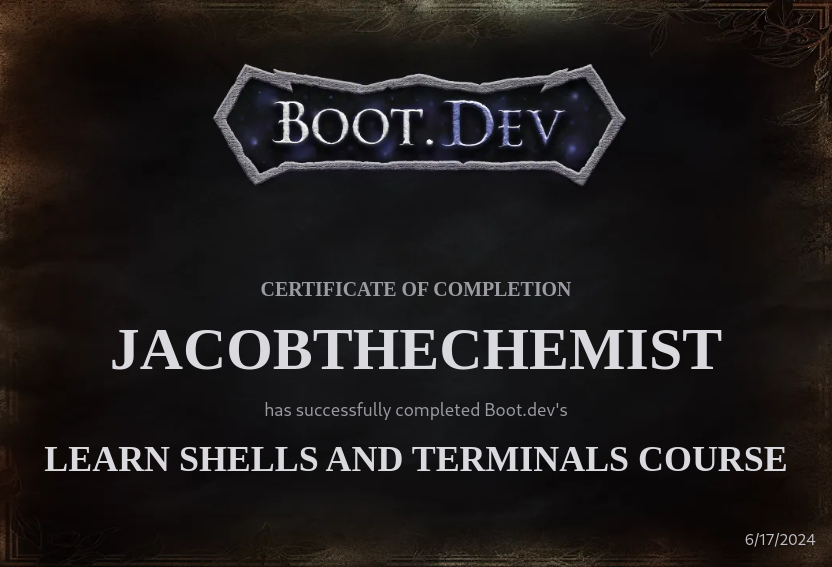 BOOT.DEV
CERTIFICATE OF COMPLETION
JACOBTHECHEMIST
has successfully completed Boot.dev's
LEARN SHELLS AND TERMINALS COURSE
6/17/2024